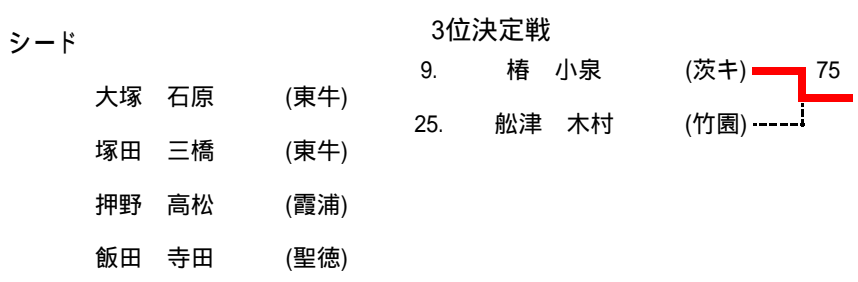 シード
大塚 石原 (東牛)
塚田 三橋 (東牛)
押野 高松 (霞浦)
飯田 寺田 (聖徳)
3位決定戦
9. 椿 小泉 (茨キ) 75
25. 舩津 木村 (竹園)